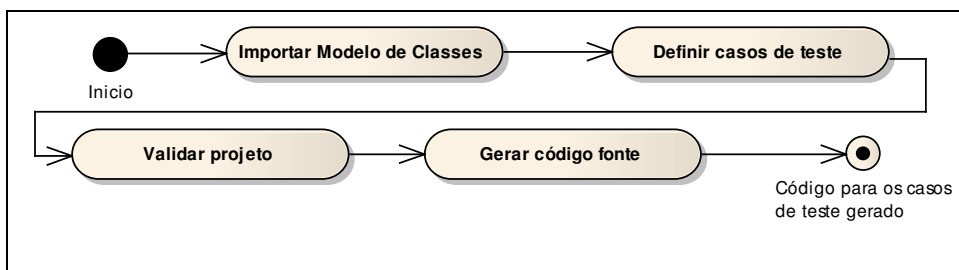 Importar Modelo de Classes
Definir casos de teste
Inicio
Validar projeto
Gerar código fonte
Código para os casos
de teste gerado